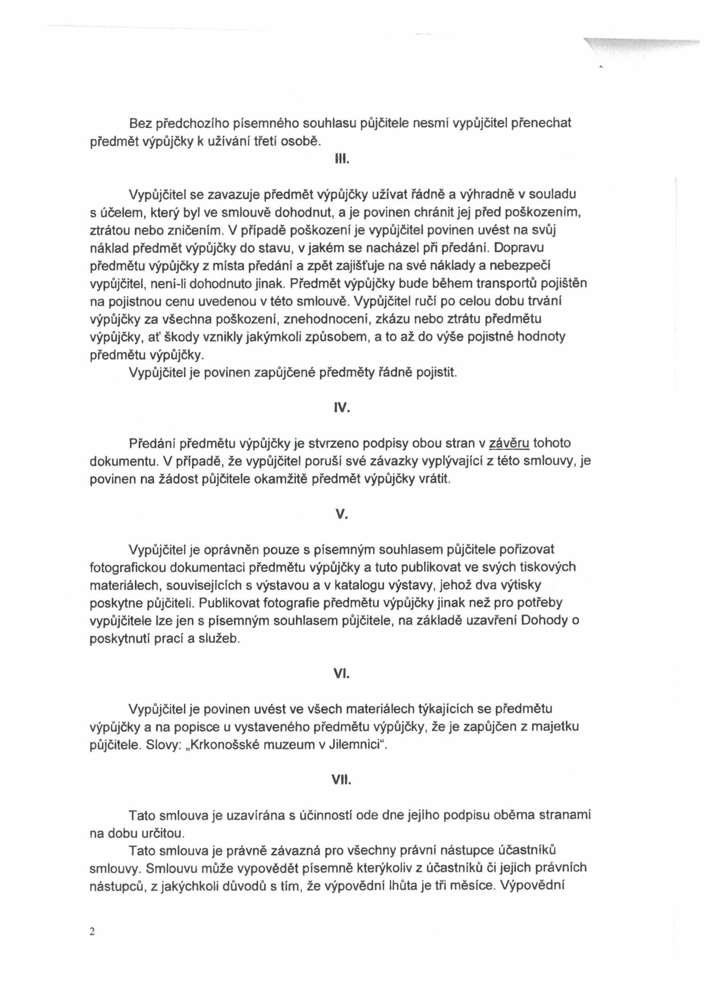 Bez předchozího písemného souhlasu půjčitele nesmí vypůjčitel přenechat
předmět výpůjčky k užívání třetí osobě.
III.
Vypůjčitel se zavazuje předmět výpůjčky užívat řádně a výhradně v souladu
s účelem, který byl ve smlouvě dohodnut, a je povinen chránit jej před poškozením,
ztrátou nebo zničením. V případě poškození je vypůjčitel povinen uvést na svůj
náklad předmět výpůjčky do stavu, v jakém se nacházel při předání. Dopravu
předmětu výpůjčky z místa předání a zpět zajišťuje na své náklady a nebezpečí
vypůjčitel, není-li dohodnuto jinak. Předmět výpůjčky bude během transportů pojištěn
na pojistnou cenu uvedenou v této smlouvě. Vypůjčitel ručí po celou dobu trvání
výpůjčky za všechna poškození, znehodnocení, zkázu nebo ztrátu předmětu
výpůjčky, ať škody vznikly jakýmkoli způsobem, a to až do výše pojistné hodnoty
předmětu výpůjčky.
Vypůjčitel je povinen zapůjčené předměty řádně pojistit.
IV.
Předání předmětu výpůjčky je stvrzeno podpisy obou stran v závěru tohoto
dokumentu. V případě, že vypůjčitel poruší své závazky vyplývající z této smlouvy, je
povinen na žádost půjčitele okamžitě předmět výpůjčky vrátit.
V.
Vypůjčitel je oprávněn pouze s písemným souhlasem půjčitele pořizovat
fotografickou dokumentaci předmětu výpůjčky a tuto publikovat ve svých tiskových
materiálech, souvisejících s výstavou a v katalogu výstavy, jehož dva výtisky
poskytne půjčiteli. Publikovat fotografie předmětu výpůjčky jinak než pro potřeby
vypůjčitele lze jen s písemným souhlasem půjčitele, na základě uzavření Dohody o
poskytnutí prací a služeb.
VI.
Vypůjčitel je povinen uvést ve všech materiálech týkajících se předmětu
výpůjčky a na popisce u vystaveného předmětu výpůjčky, že je zapůjčen z majetku
půjčitele. Slovy: „Krkonošské muzeum v Jilemnici“.
VII.
Tato smlouva je uzavírána s účinností ode dne jejího podpisu oběma stranami
na dobu určitou.
Tato smlouva je právně závazná pro všechny právní nástupce účastníků
smlouvy. Smlouvu může vypovědět písemně kterýkoliv z účastníků či jejich právních
nástupců, z jakýchkoli důvodů s tím, že výpovědní lhůta je tři měsíce. Výpovědní
2